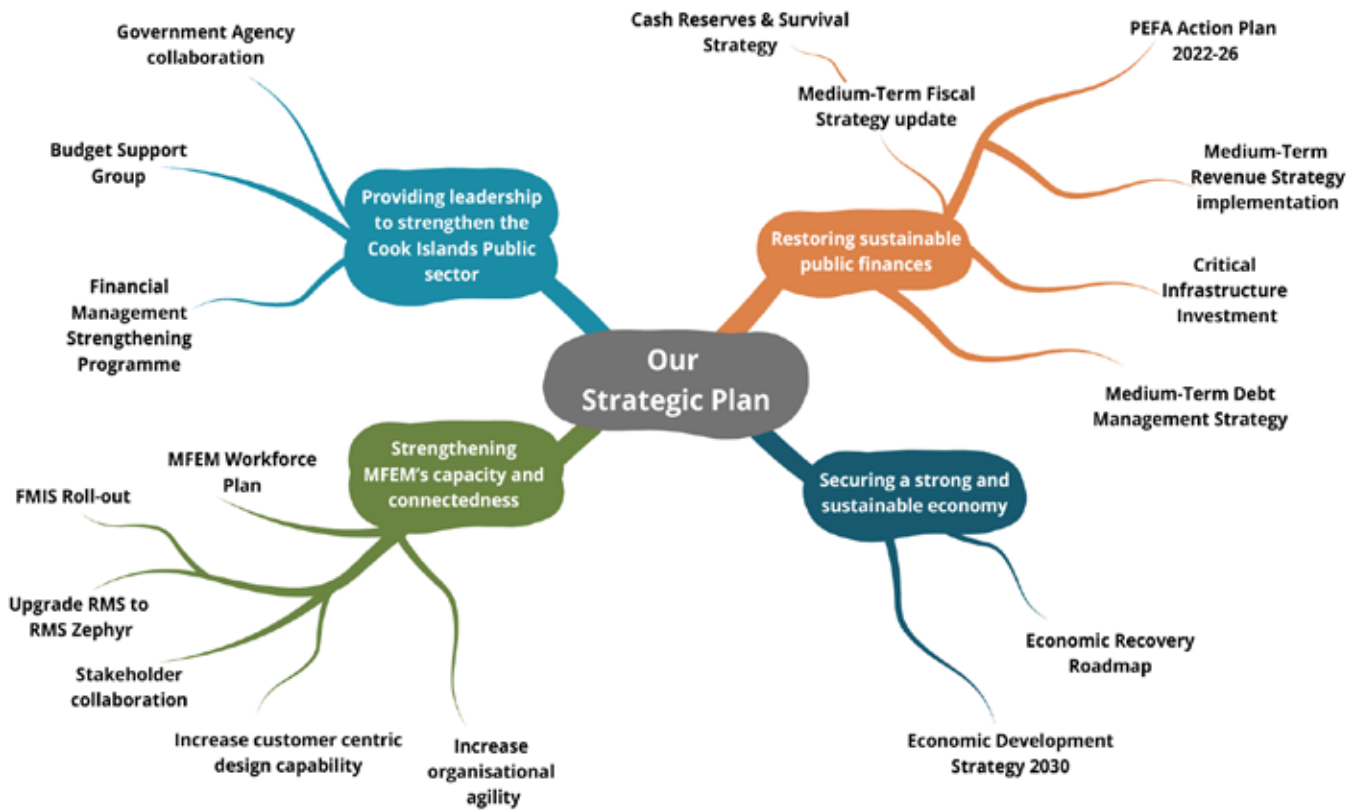 Government Agency
collaboration
Budget Support
Group
Financial
Management
Strengthening
Programme
Providing leadership
to strengthen the
Cook Islands Public
sector
Cash Reserves & Survival
Strategy
Medium-Term Fiscal
Strategy update
PEFA Action Plan
2022-26
Medium-Term
Revenue Strategy
implementation
Critical
Infrastructure
Investment
Medium-Term Debt
Management Strategy
Restoring sustainable
public finances
Our
Strategic Plan
Strengthening
MFEM's capacity and
connectedness
MFEM Workforce
Plan
FMIS Roll-out
Upgrade RMS to
RMS Zephyr
Stakeholder
collaboration
Increase customer centric
design capability
Increase
organisational
agility
Securing a strong and
sustainable economy
Economic Recovery
Roadmap
Economic Development
Strategy 2030